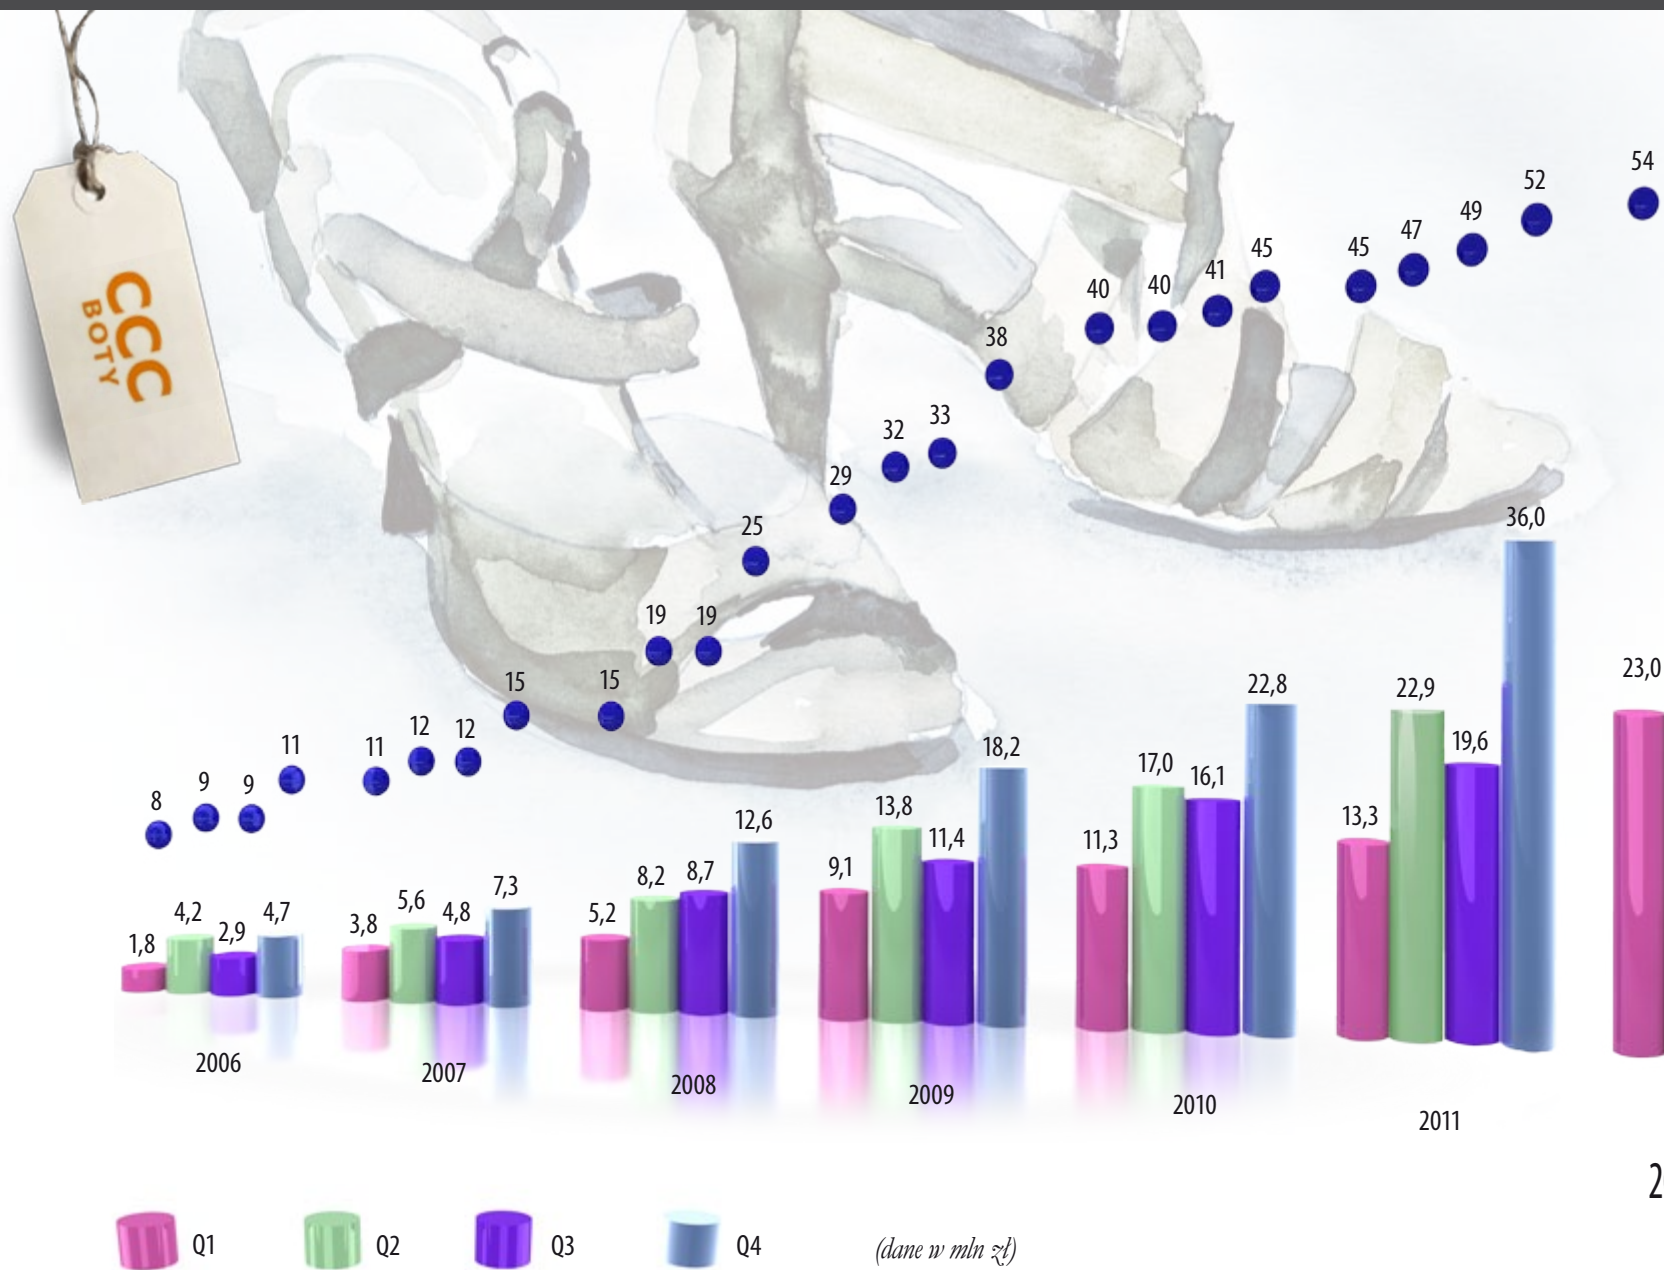 CCC
BOTY
8 9 9 11
11 12 12 15
15 19 19 25
29 32 33 38
40 40 41 45
45 47 49 52
54
1,8 4,2 2,9 4,7
3,8 5,6 4,8 7,3
5,2 8,2 8,7 12,6
9,1 13,8 11,4 18,2
11,3 17,0 16,1 22,8
13,3 22,9 19,6 36,0
23,0
2006 2007 2008 2009 2010 2011
2
Q1 Q2 Q3 Q4 (dane w mln zł)